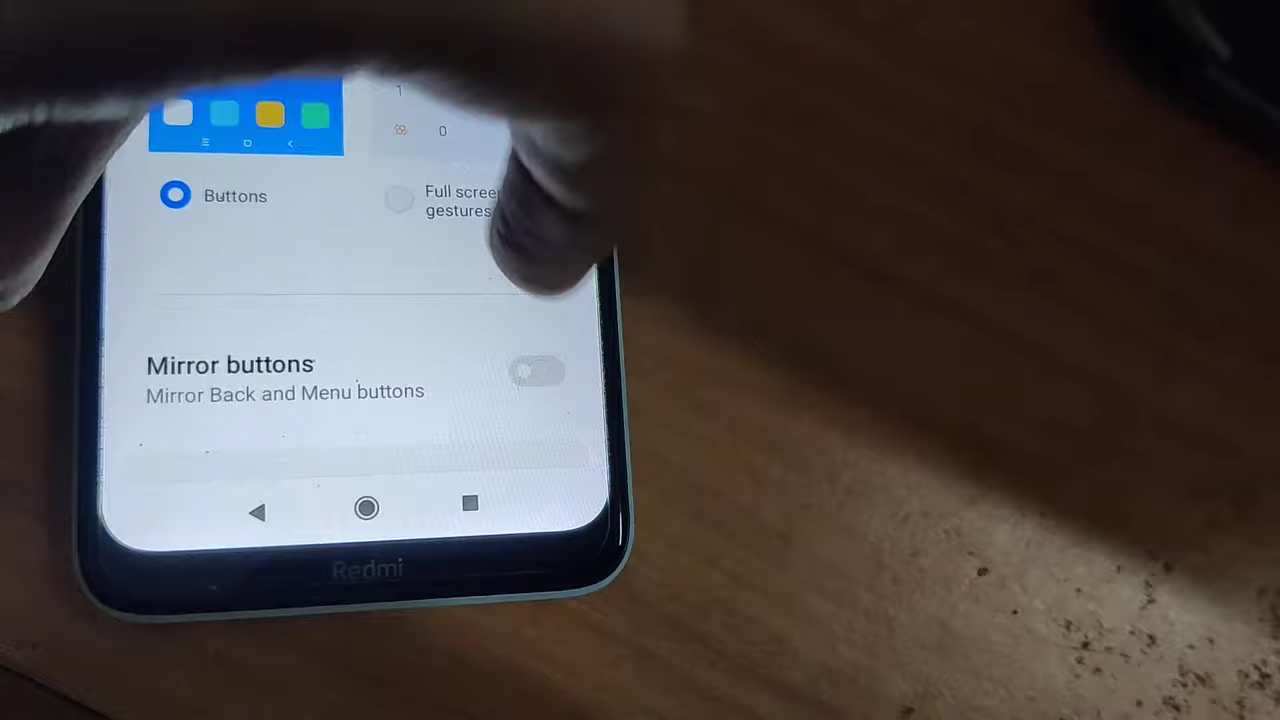 1
0
Buttons
Full screen
gestures
Mirror buttons
Mirror Back and Menu buttons
Redmi